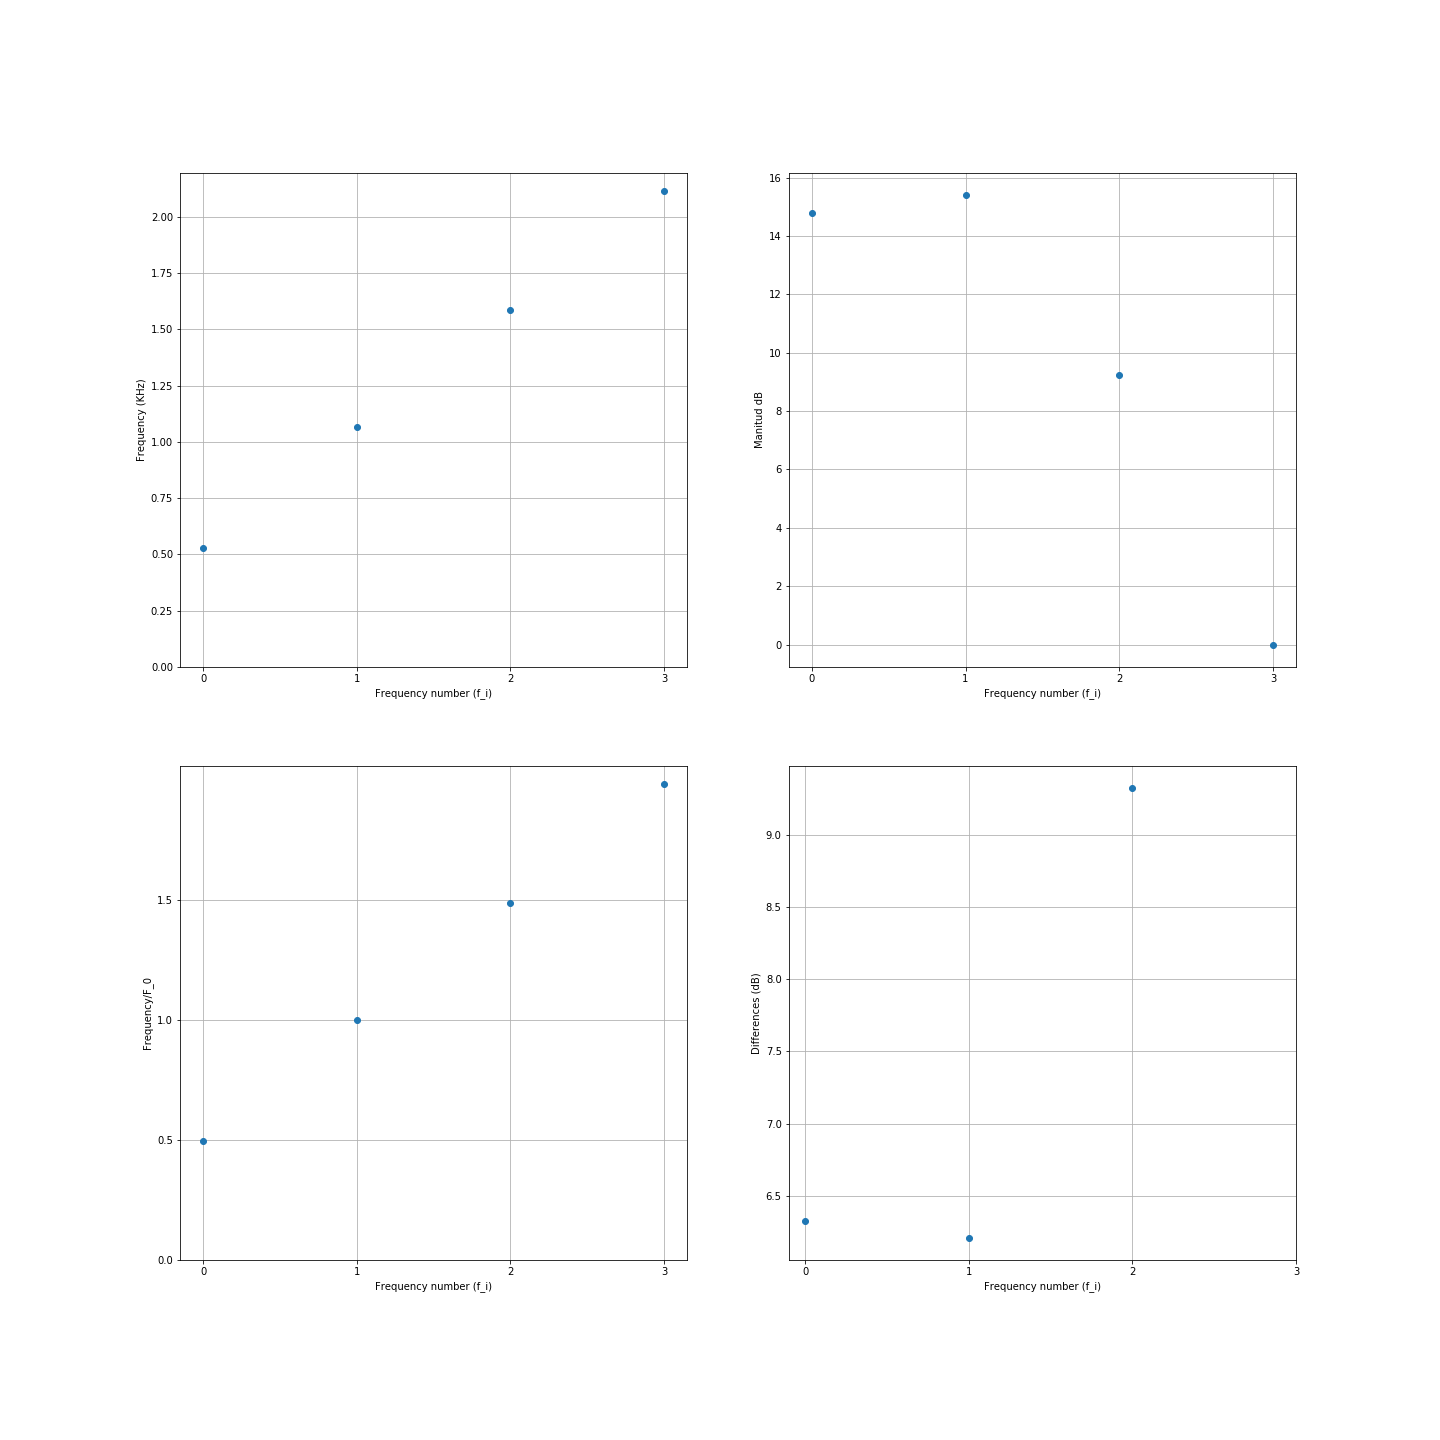 2.00
1.75
1.50
1.25
1.00
0.75
0.50
0.25
0.00
Frequency (KHz)
0 1 2 3
Frequency number (f_i)
16
14
12
10
8
6
4
2
0
Manitud dB
0 1 2 3
Frequency number (f_i)
1.5
1.0
0.5
0.0
Frequency/F_0
0 1 2 3
Frequency number (f_i)
9.0
8.5
8.0
7.5
7.0
6.5
Differences (dB)
0 1 2 3
Frequency number (f_i)